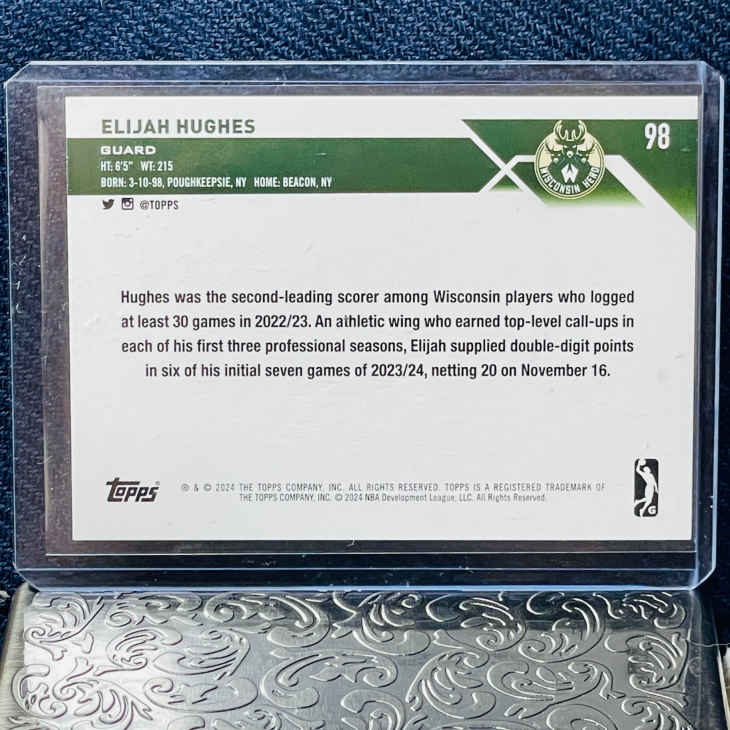 ELIJAH HUGHES
GUARD
HT: 6'5" WT: 215
BORN: 3-10-98, POUGHKEEPSIE, NY HOME: BEACON, NY
@TOPPS
WISCONSIN HERD
98
Hughes was the second-leading scorer among Wisconsin players who logged
at least 30 games in 2022/23. An athletic wing who earned top-level call-ups in
each of his first three professional seasons, Elijah supplied double-digit points
in six of his initial seven games of 2023/24, netting 20 on November 16.
Topps
® & © 2024 THE TOPPS COMPANY, INC. ALL RIGHTS RESERVED. TOPPS IS A REGISTERED TRADEMARK OF
THE TOPPS COMPANY, INC. © 2024 NBA Development League, LLC. All Rights Reserved.
G